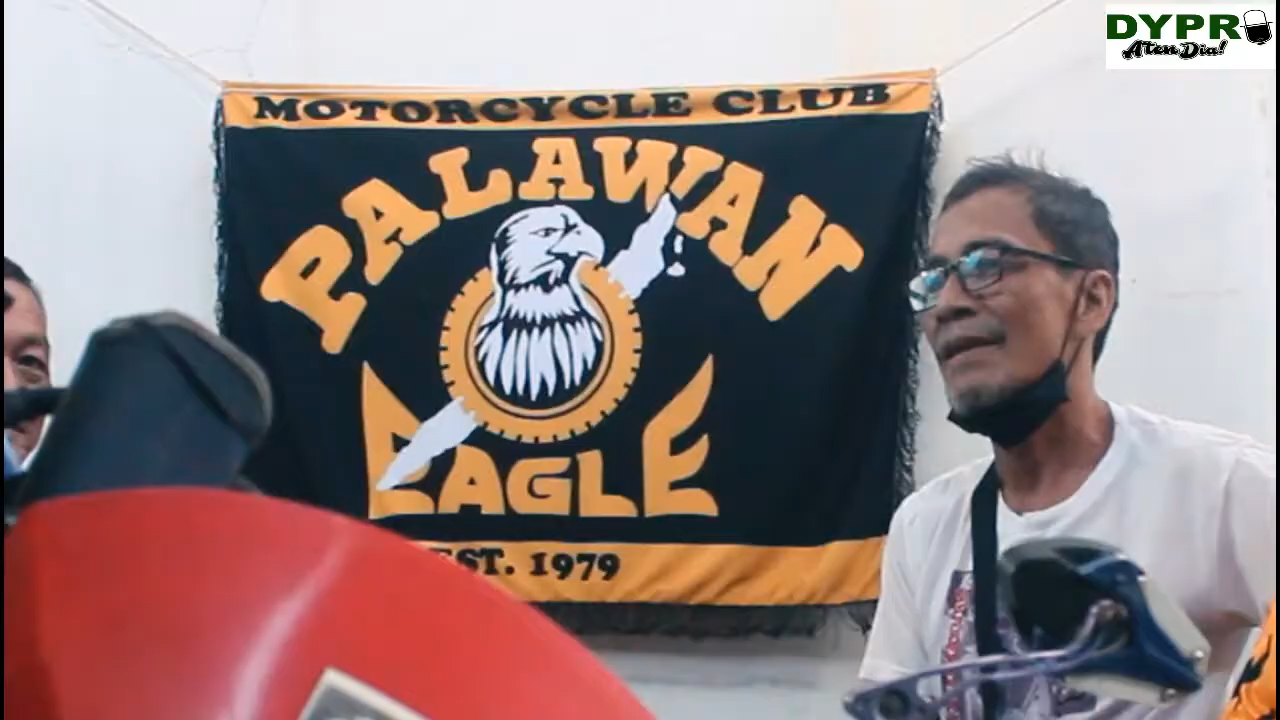 DYPR
Aten Dia!
MOTORCYCLE CLUB
PALAWAN
EAGLE
EST. 1979